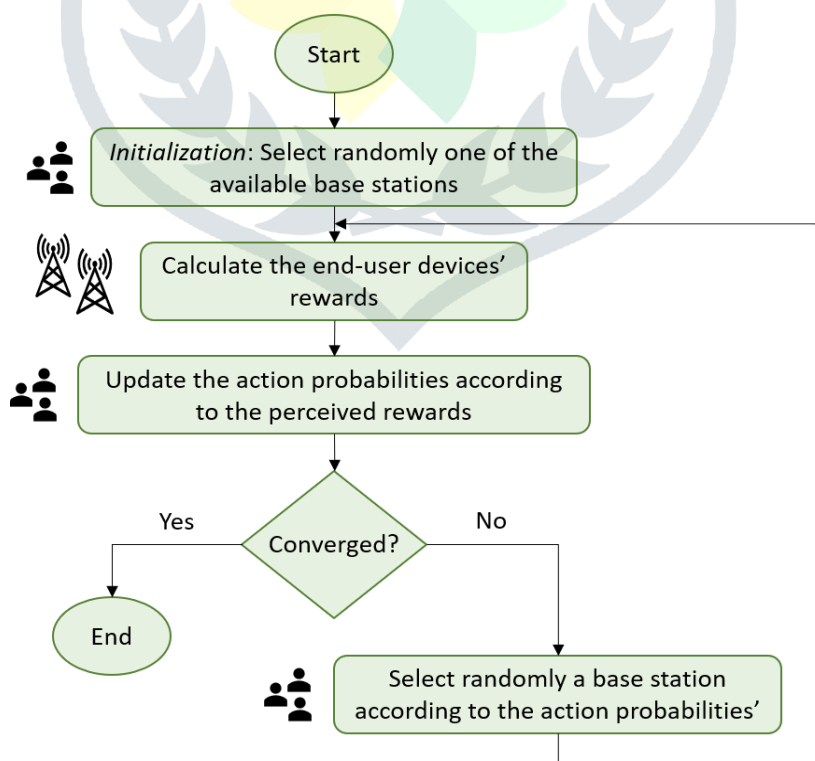 Start
Initialization: Select randomly one of the
available base stations
Calculate the end-user devices’
rewards
Update the action probabilities according
to the perceived rewards
Converged?
Yes
No
End
Select randomly a base station
according to the action probabilities’